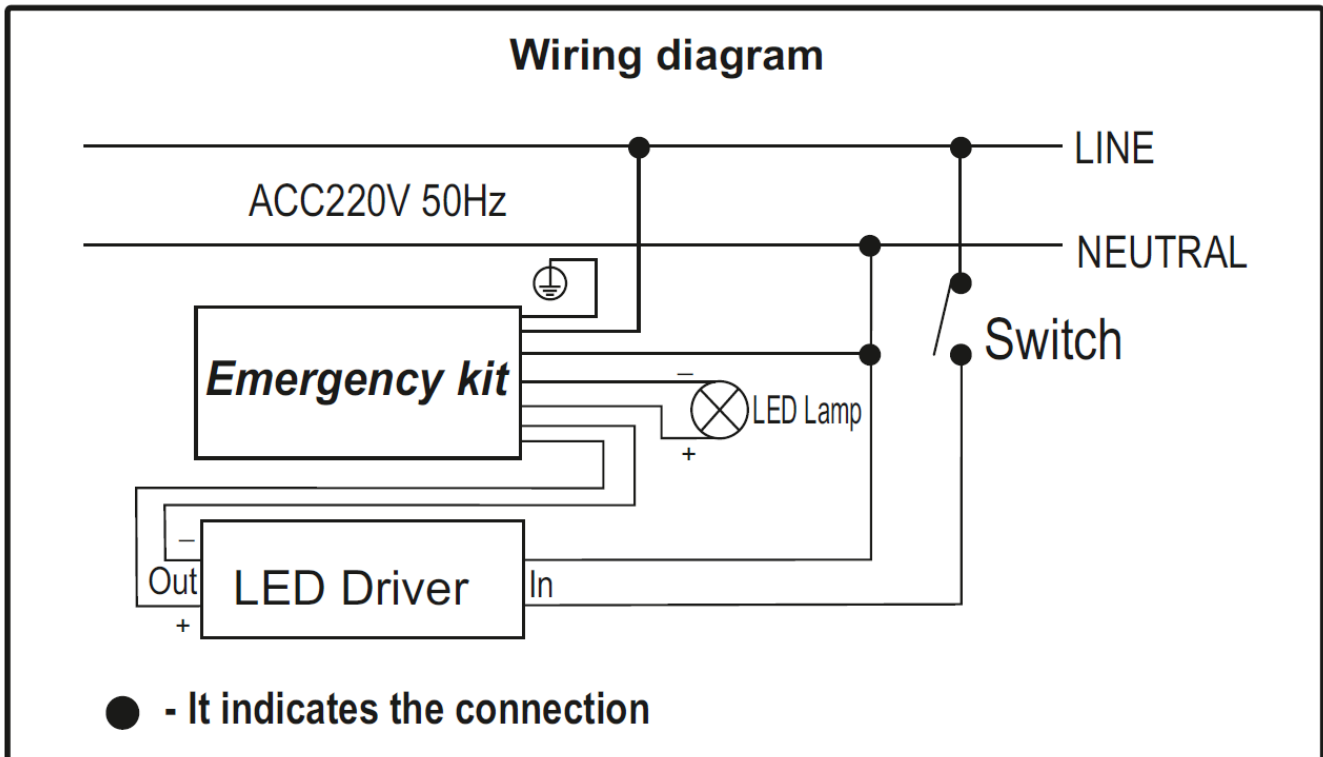 Wiring diagram
LINE
ACC220V 50Hz
NEUTRAL
Switch
Emergency kit
–
LED Lamp
+
–
Out
LED Driver
In
+
- It indicates the connection